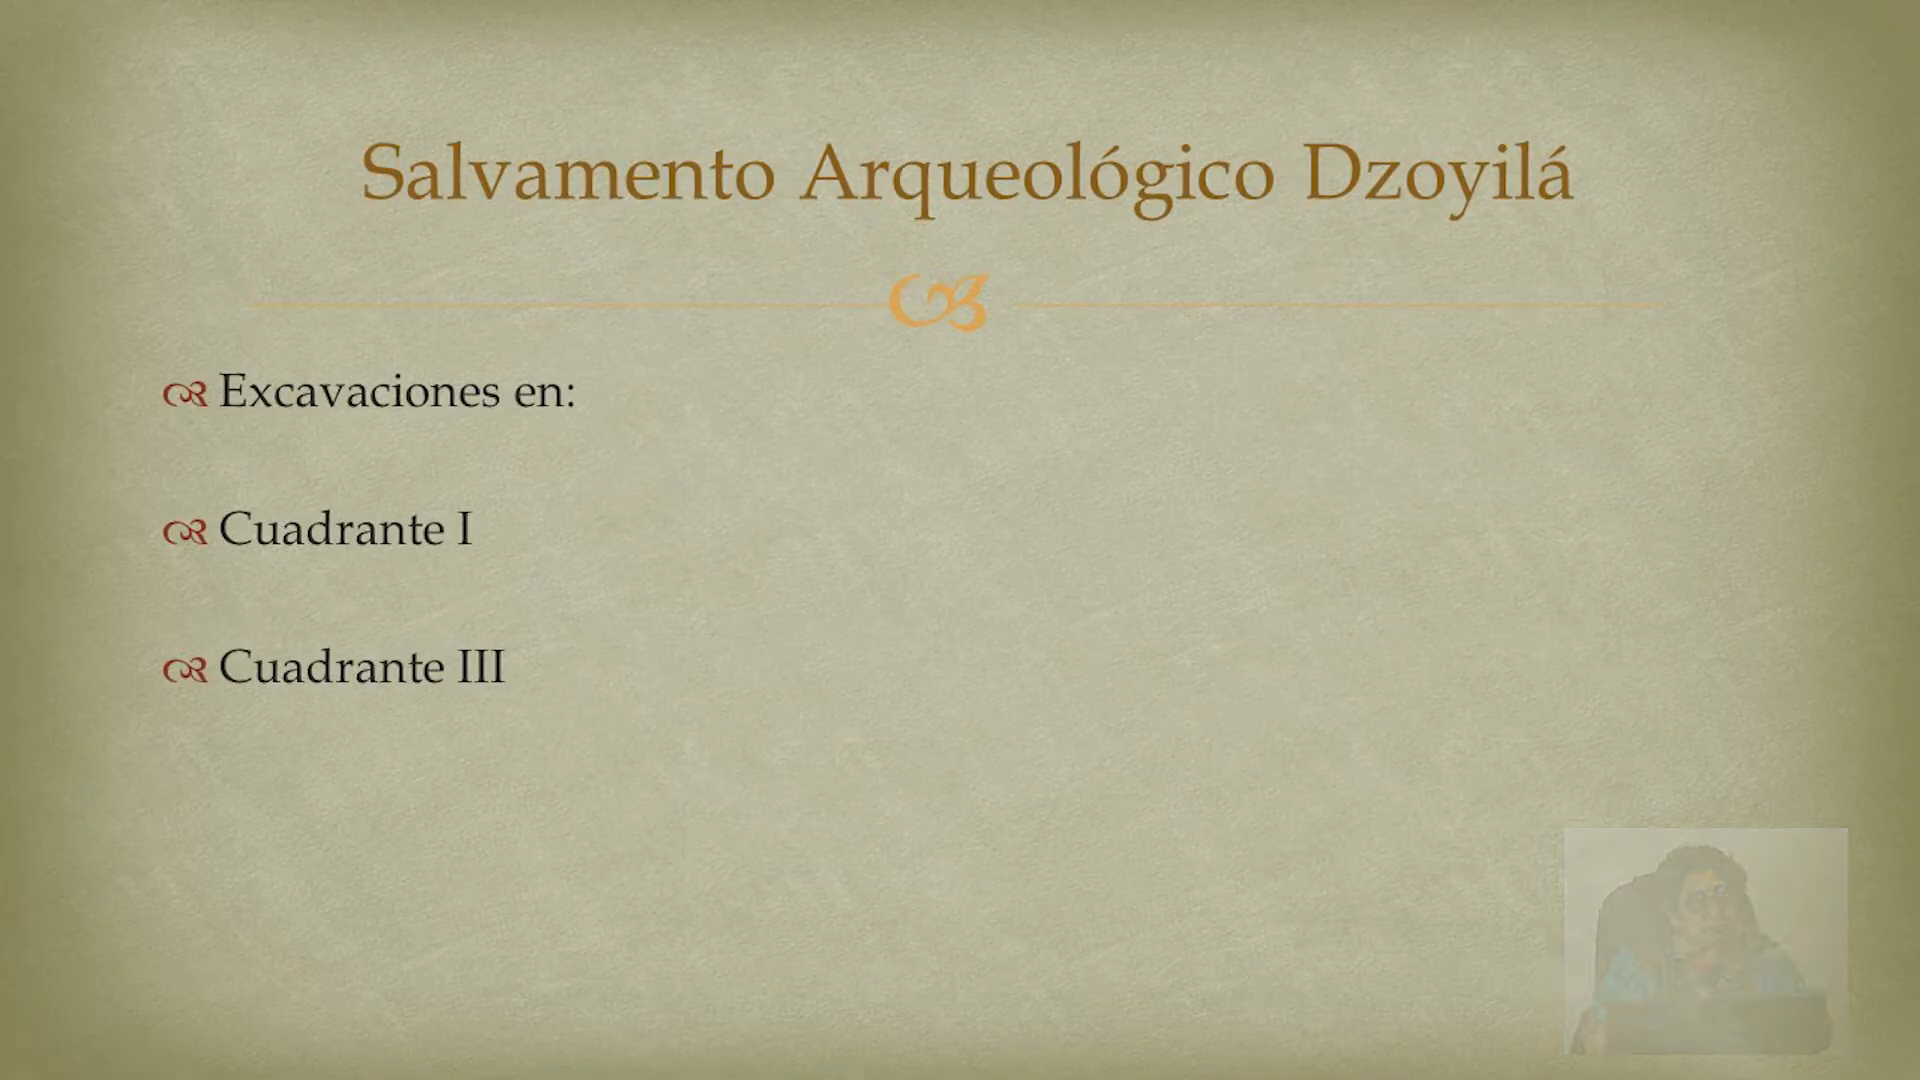 Salvamento Arqueológico Dzoyilá
Excavaciones en:
Cuadrante I
Cuadrante III